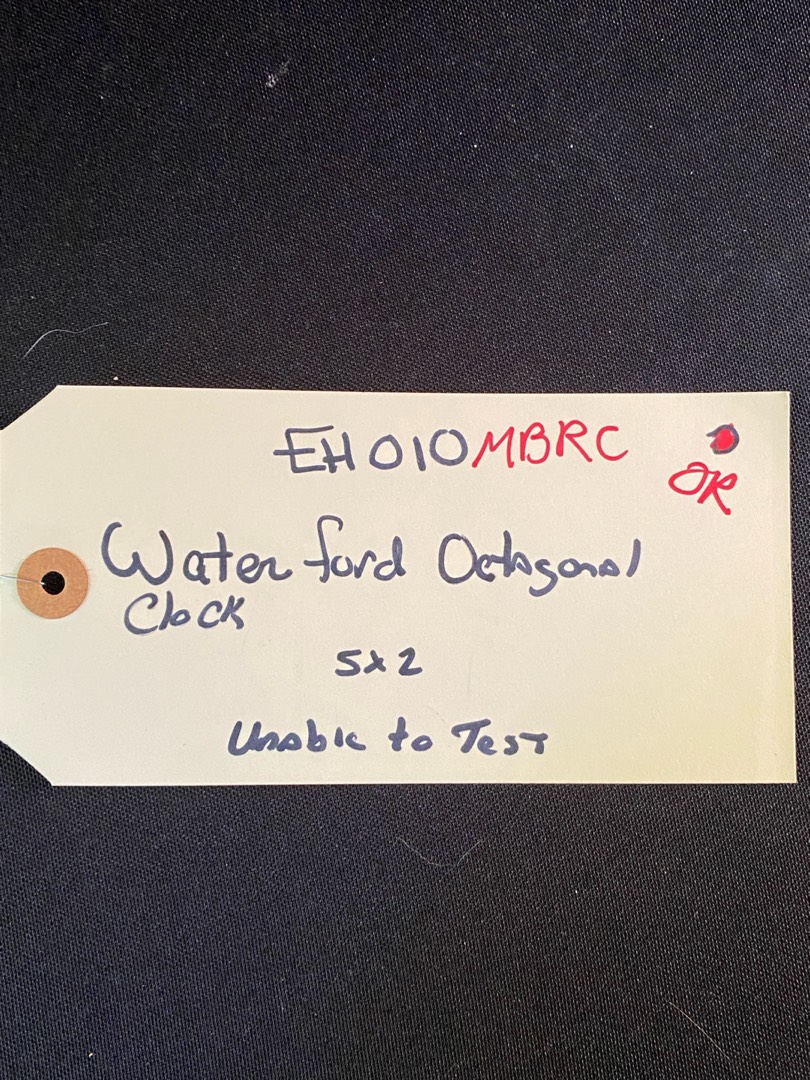 EH010MBRC
OR
Waterford Octagonal
Clock
5x2
Unable to Test